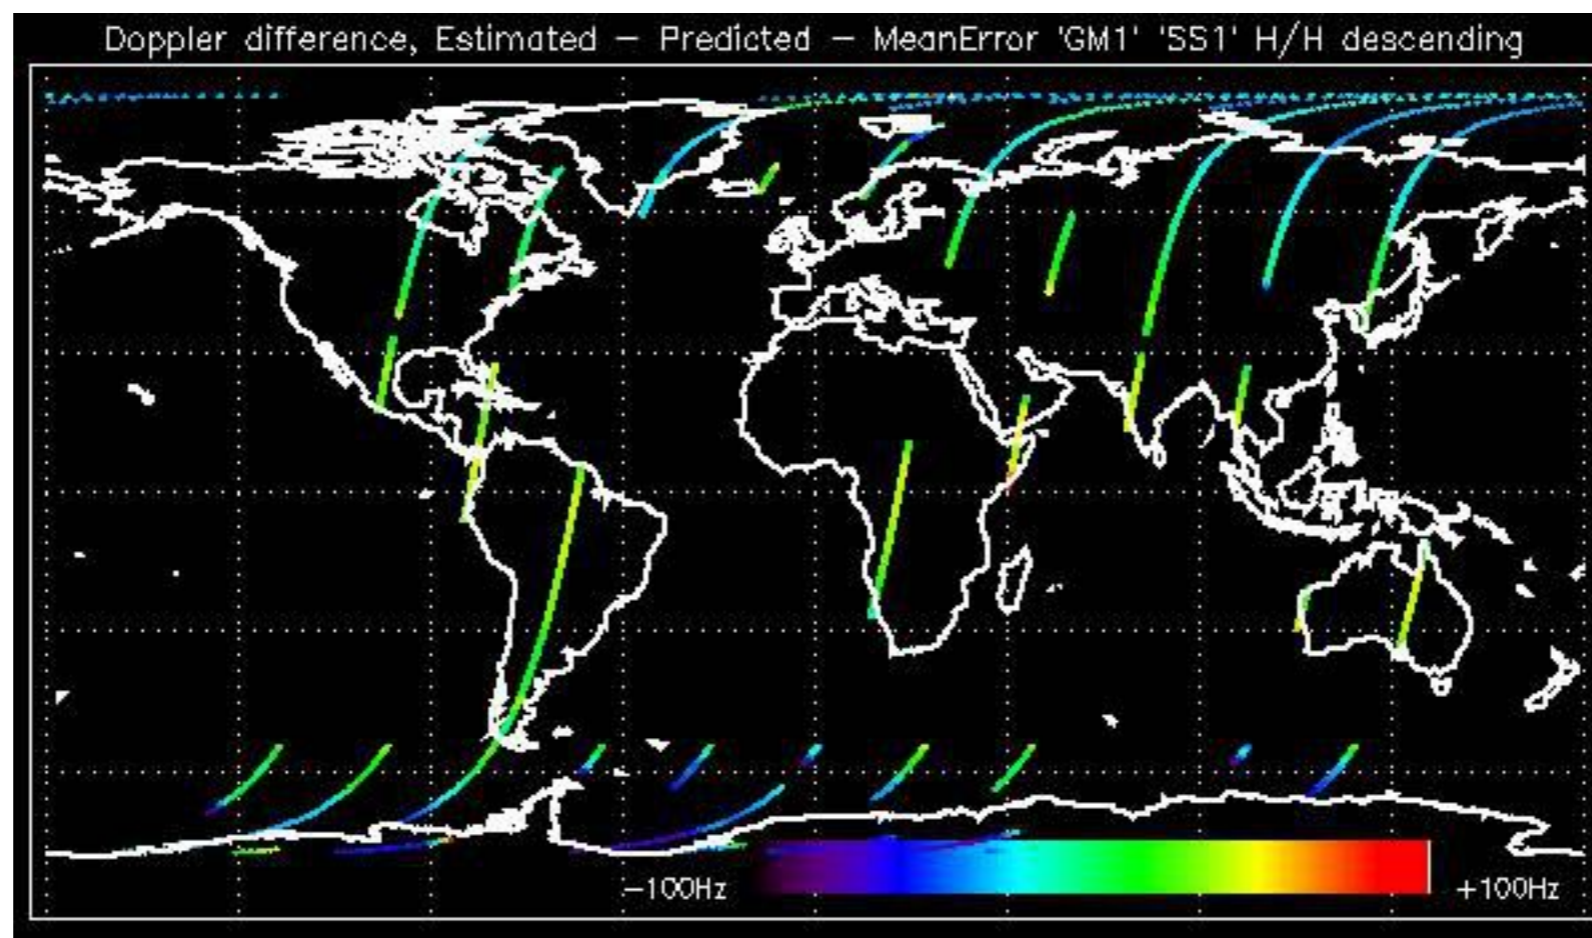 Doppler difference, Estimated − Predicted − MeanError 'GM1' 'SS1' H/H descending
−100Hz +100Hz